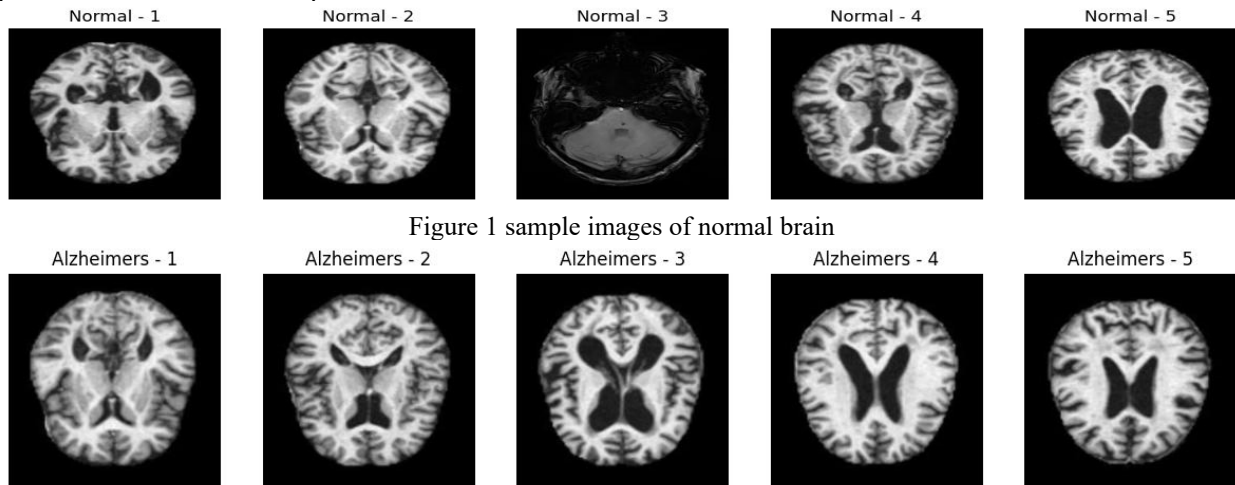 Normal - 1 Normal - 2 Normal - 3 Normal - 4 Normal - 5
Figure 1 sample images of normal brain
Alzheimers - 1 Alzheimers - 2 Alzheimers - 3 Alzheimers - 4 Alzheimers - 5